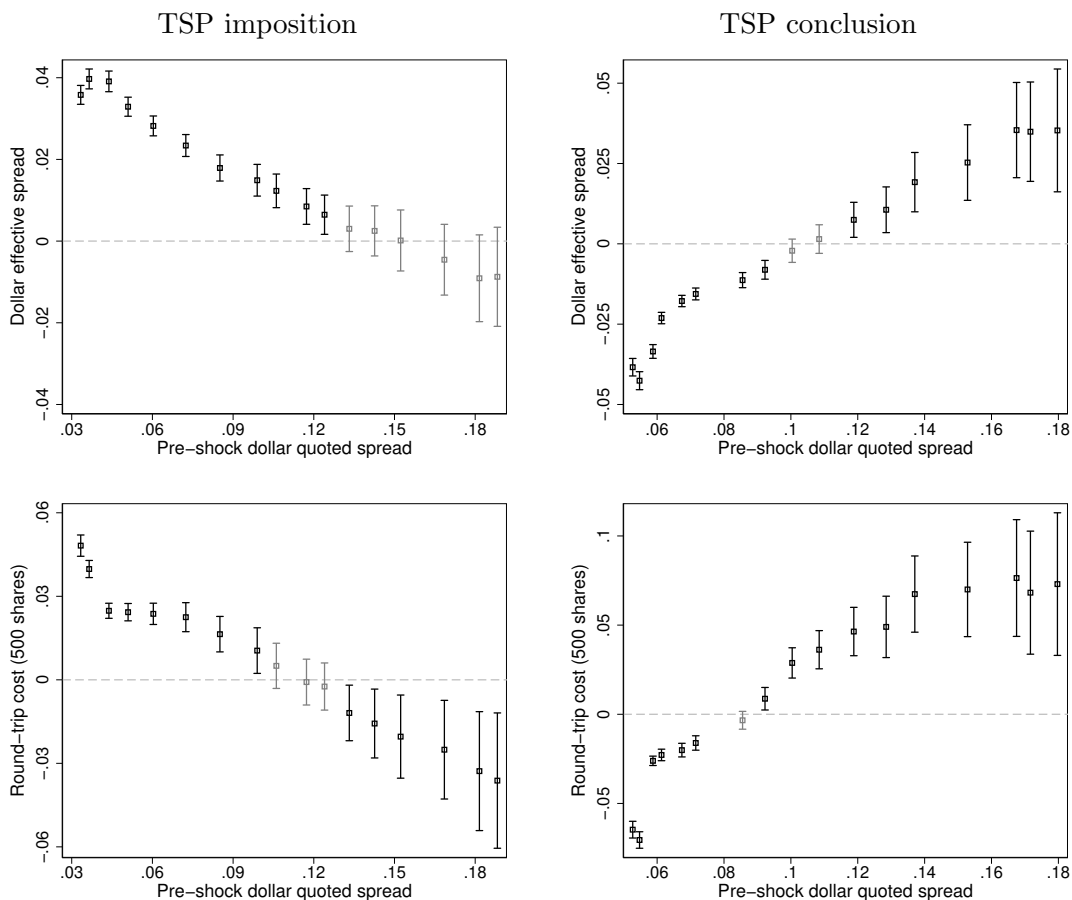 TSP imposition
TSP conclusion
Dollar effective spread
.04
.02
0
−.02
−.04
.03 .06 .09 .12 .15 .18
Pre−shock dollar quoted spread
Dollar effective spread
.05
.025
0
−.025
−.05
.06 .08 .1 .12 .14 .16 .18
Pre−shock dollar quoted spread
Round−trip cost (500 shares)
.06
.03
0
−.03
−.06
.03 .06 .09 .12 .15 .18
Pre−shock dollar quoted spread
Round−trip cost (500 shares)
.1
.05
0
−.05
.06 .08 .1 .12 .14 .16 .18
Pre−shock dollar quoted spread